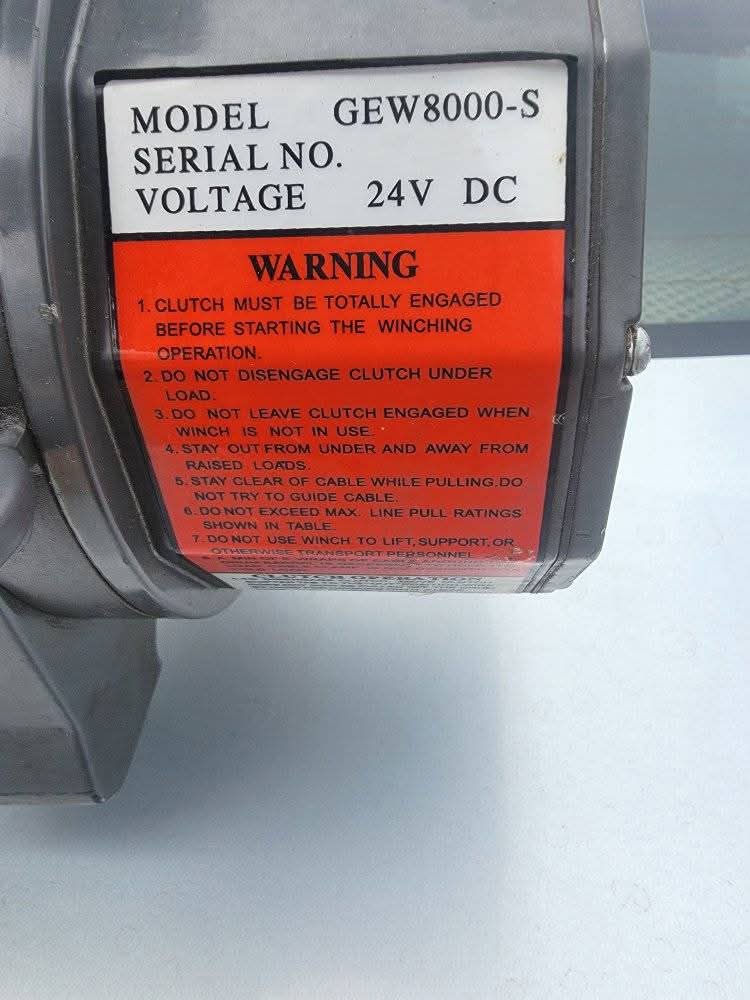 MODEL GEW8000-S
SERIAL NO.
VOLTAGE 24V DC
WARNING
1. CLUTCH MUST BE TOTALLY ENGAGED
BEFORE STARTING THE WINCHING
OPERATION.
2. DO NOT DISENGAGE CLUTCH UNDER
LOAD.
3. DO NOT LEAVE CLUTCH ENGAGED WHEN
WINCH IS NOT IN USE.
4. STAY OUT FROM UNDER AND AWAY FROM
RAISED LOADS.
5. STAY CLEAR OF CABLE WHILE PULLING.DO
NOT TRY TO GUIDE CABLE.
6. DO NOT EXCEED MAX. LINE PULL RATINGS
SHOWN IN TABLE.
7. DO NOT USE WINCH TO LIFT, SUPPORT, OR
OTHERWISE TRANSPORT PERSONNEL
CLUTCH OPERATION